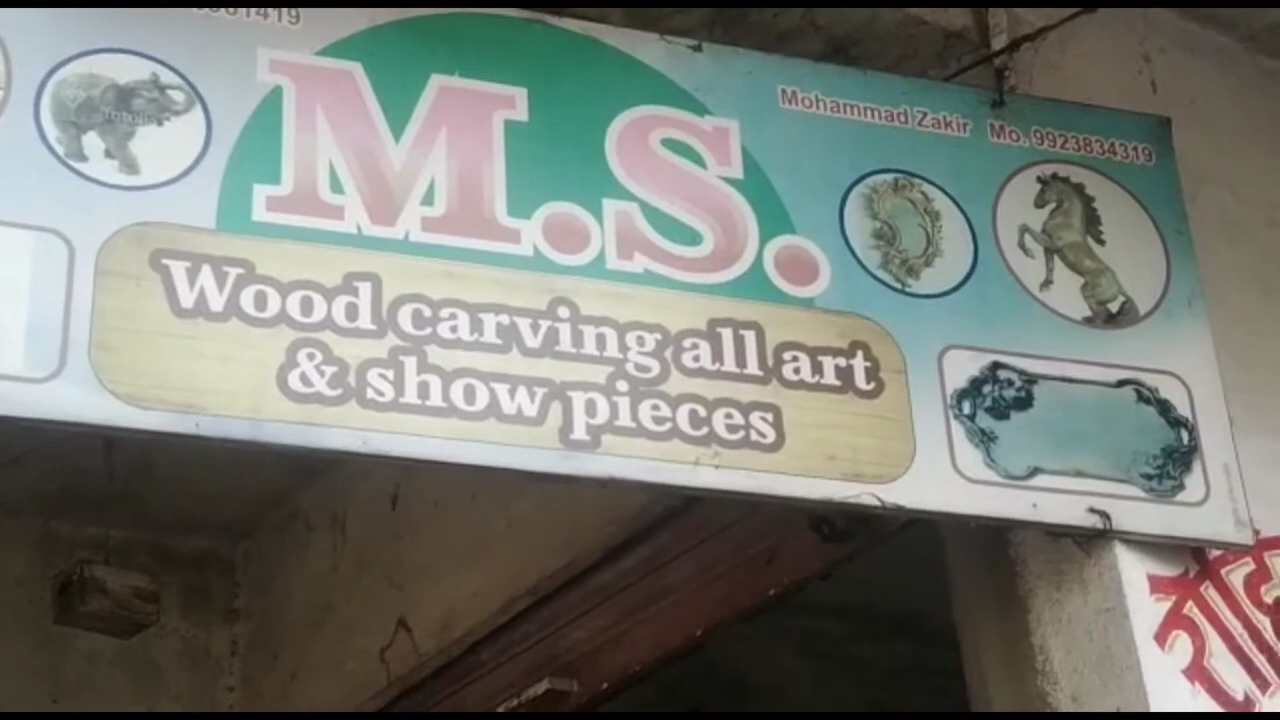 M.S.
Mohammad Zakir Mo. 9923834319
Wood carving all art
& show pieces